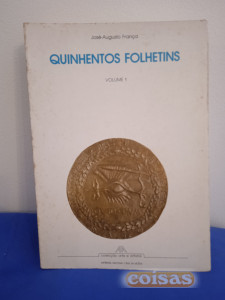 José-Augusto França
QUINHENTOS FOLHETINS
VOLUME 1
coisas